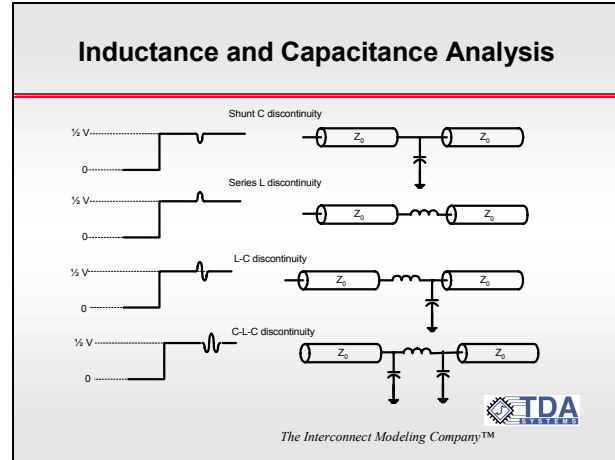 Inductance and Capacitance Analysis
Shunt C discontinuity
½ V
0
Z₀
Z₀
Series L discontinuity
½ V
0
Z₀
Z₀
L-C discontinuity
½ V
0
Z₀
Z₀
C-L-C discontinuity
½ V
0
Z₀
Z₀
TDA
SYSTEMS
The Interconnect Modeling Company™